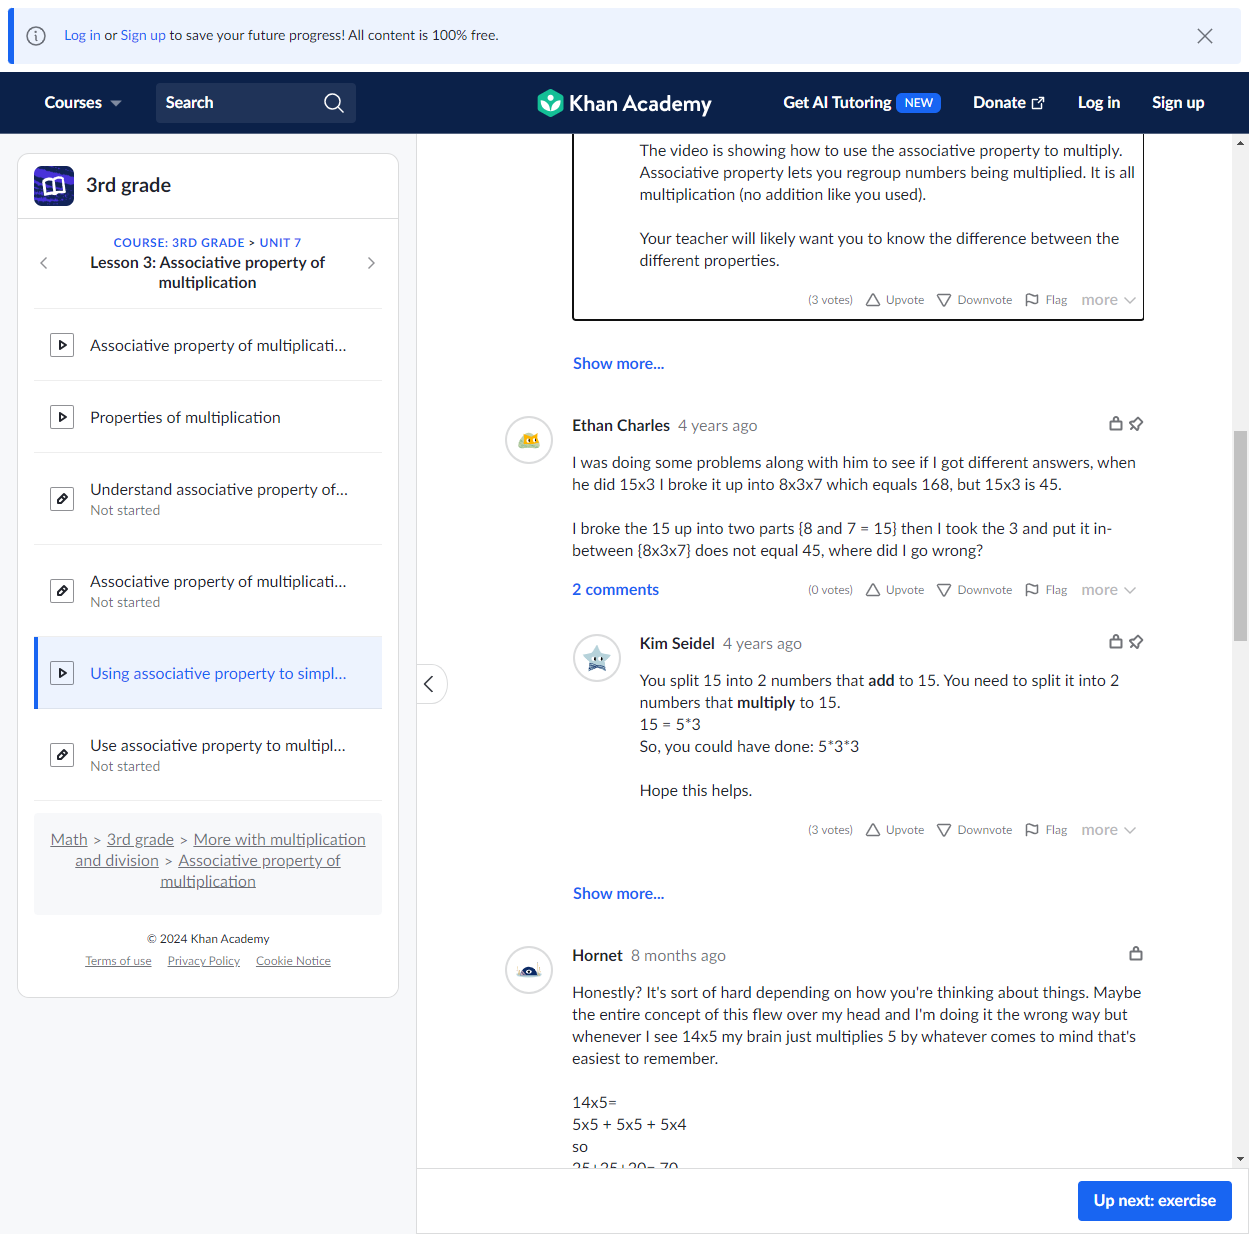 Log in or Sign up to save your future progress! All content is 100% free.
Courses
Search
Khan Academy
Get AI Tutoring NEW
Donate
Log in
Sign up
3rd grade
COURSE: 3RD GRADE > UNIT 7
Lesson 3: Associative property of
multiplication
Associative property of multiplicati...
Properties of multiplication
Understand associative property of...
Not started
Associative property of multiplicati...
Not started
Using associative property to simpl...
Use associative property to multipl...
Not started
Math > 3rd grade > More with multiplication
and division > Associative property of
multiplication
© 2024 Khan Academy
Terms of use Privacy Policy Cookie Notice
The video is showing how to use the associative property to multiply.
Associative property lets you regroup numbers being multiplied. It is all
multiplication (no addition like you used).
Your teacher will likely want you to know the difference between the
different properties.
(3 votes) Upvote Downvote Flag more
Show more...
Ethan Charles 4 years ago
I was doing some problems along with him to see if I got different answers, when
he did 15x3 I broke it up into 8x3x7 which equals 168, but 15x3 is 45.
I broke the 15 up into two parts {8 and 7 = 15} then I took the 3 and put it in-
between {8x3x7} does not equal 45, where did I go wrong?
2 comments (0 votes) Upvote Downvote Flag more
Kim Seidel 4 years ago
You split 15 into 2 numbers that add to 15. You need to split it into 2
numbers that multiply to 15.
15 = 5*3
So, you could have done: 5*3*3
Hope this helps.
(3 votes) Upvote Downvote Flag more
Show more...
Hornet 8 months ago
Honestly? It's sort of hard depending on how you're thinking about things. Maybe
the entire concept of this flew over my head and I'm doing it the wrong way but
whenever I see 14x5 my brain just multiplies 5 by whatever comes to mind that's
easiest to remember.
14x5=
5x5 + 5x5 + 5x4
so
25+25+20= 70
Up next: exercise